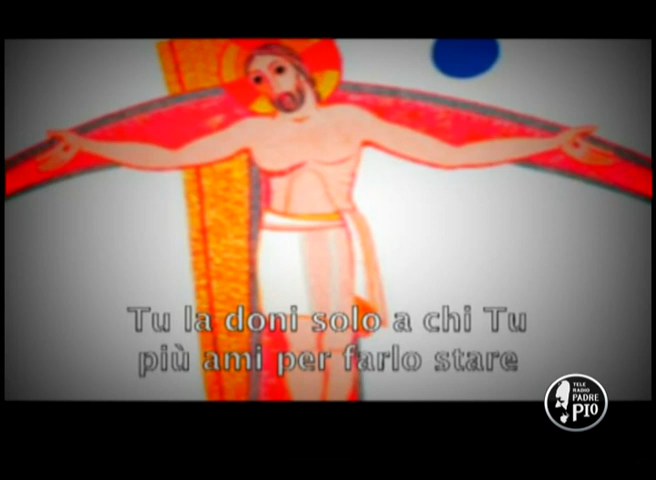 Tu la doni solo a chi Tu
più ami per farlo stare
TELE
RADIO
PADRE
PIO